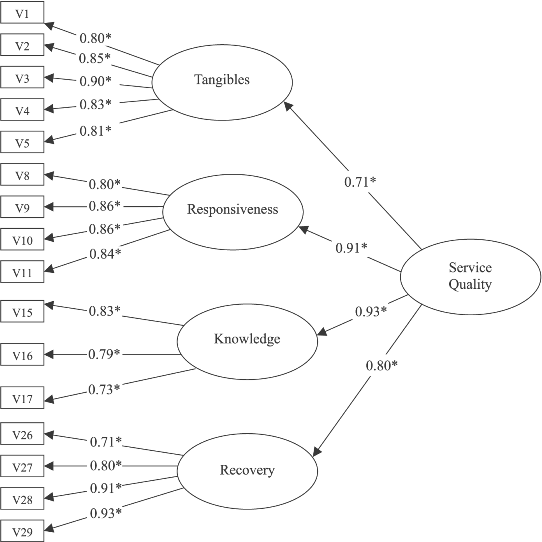 V1
0.80*
V2
0.85*
V3
0.90*
Tangibles
V4
0.83*
V5
0.81*
0.71*
V8
0.80*
V9
0.86*
Responsiveness
V10
0.86*
V11
0.84*
0.91*
Service
Quality
V15
0.83*
0.93*
Knowledge
V16
0.79*
V17
0.73*
0.80*
V26
0.71*
V27
0.80*
Recovery
V28
0.91*
V29
0.93*